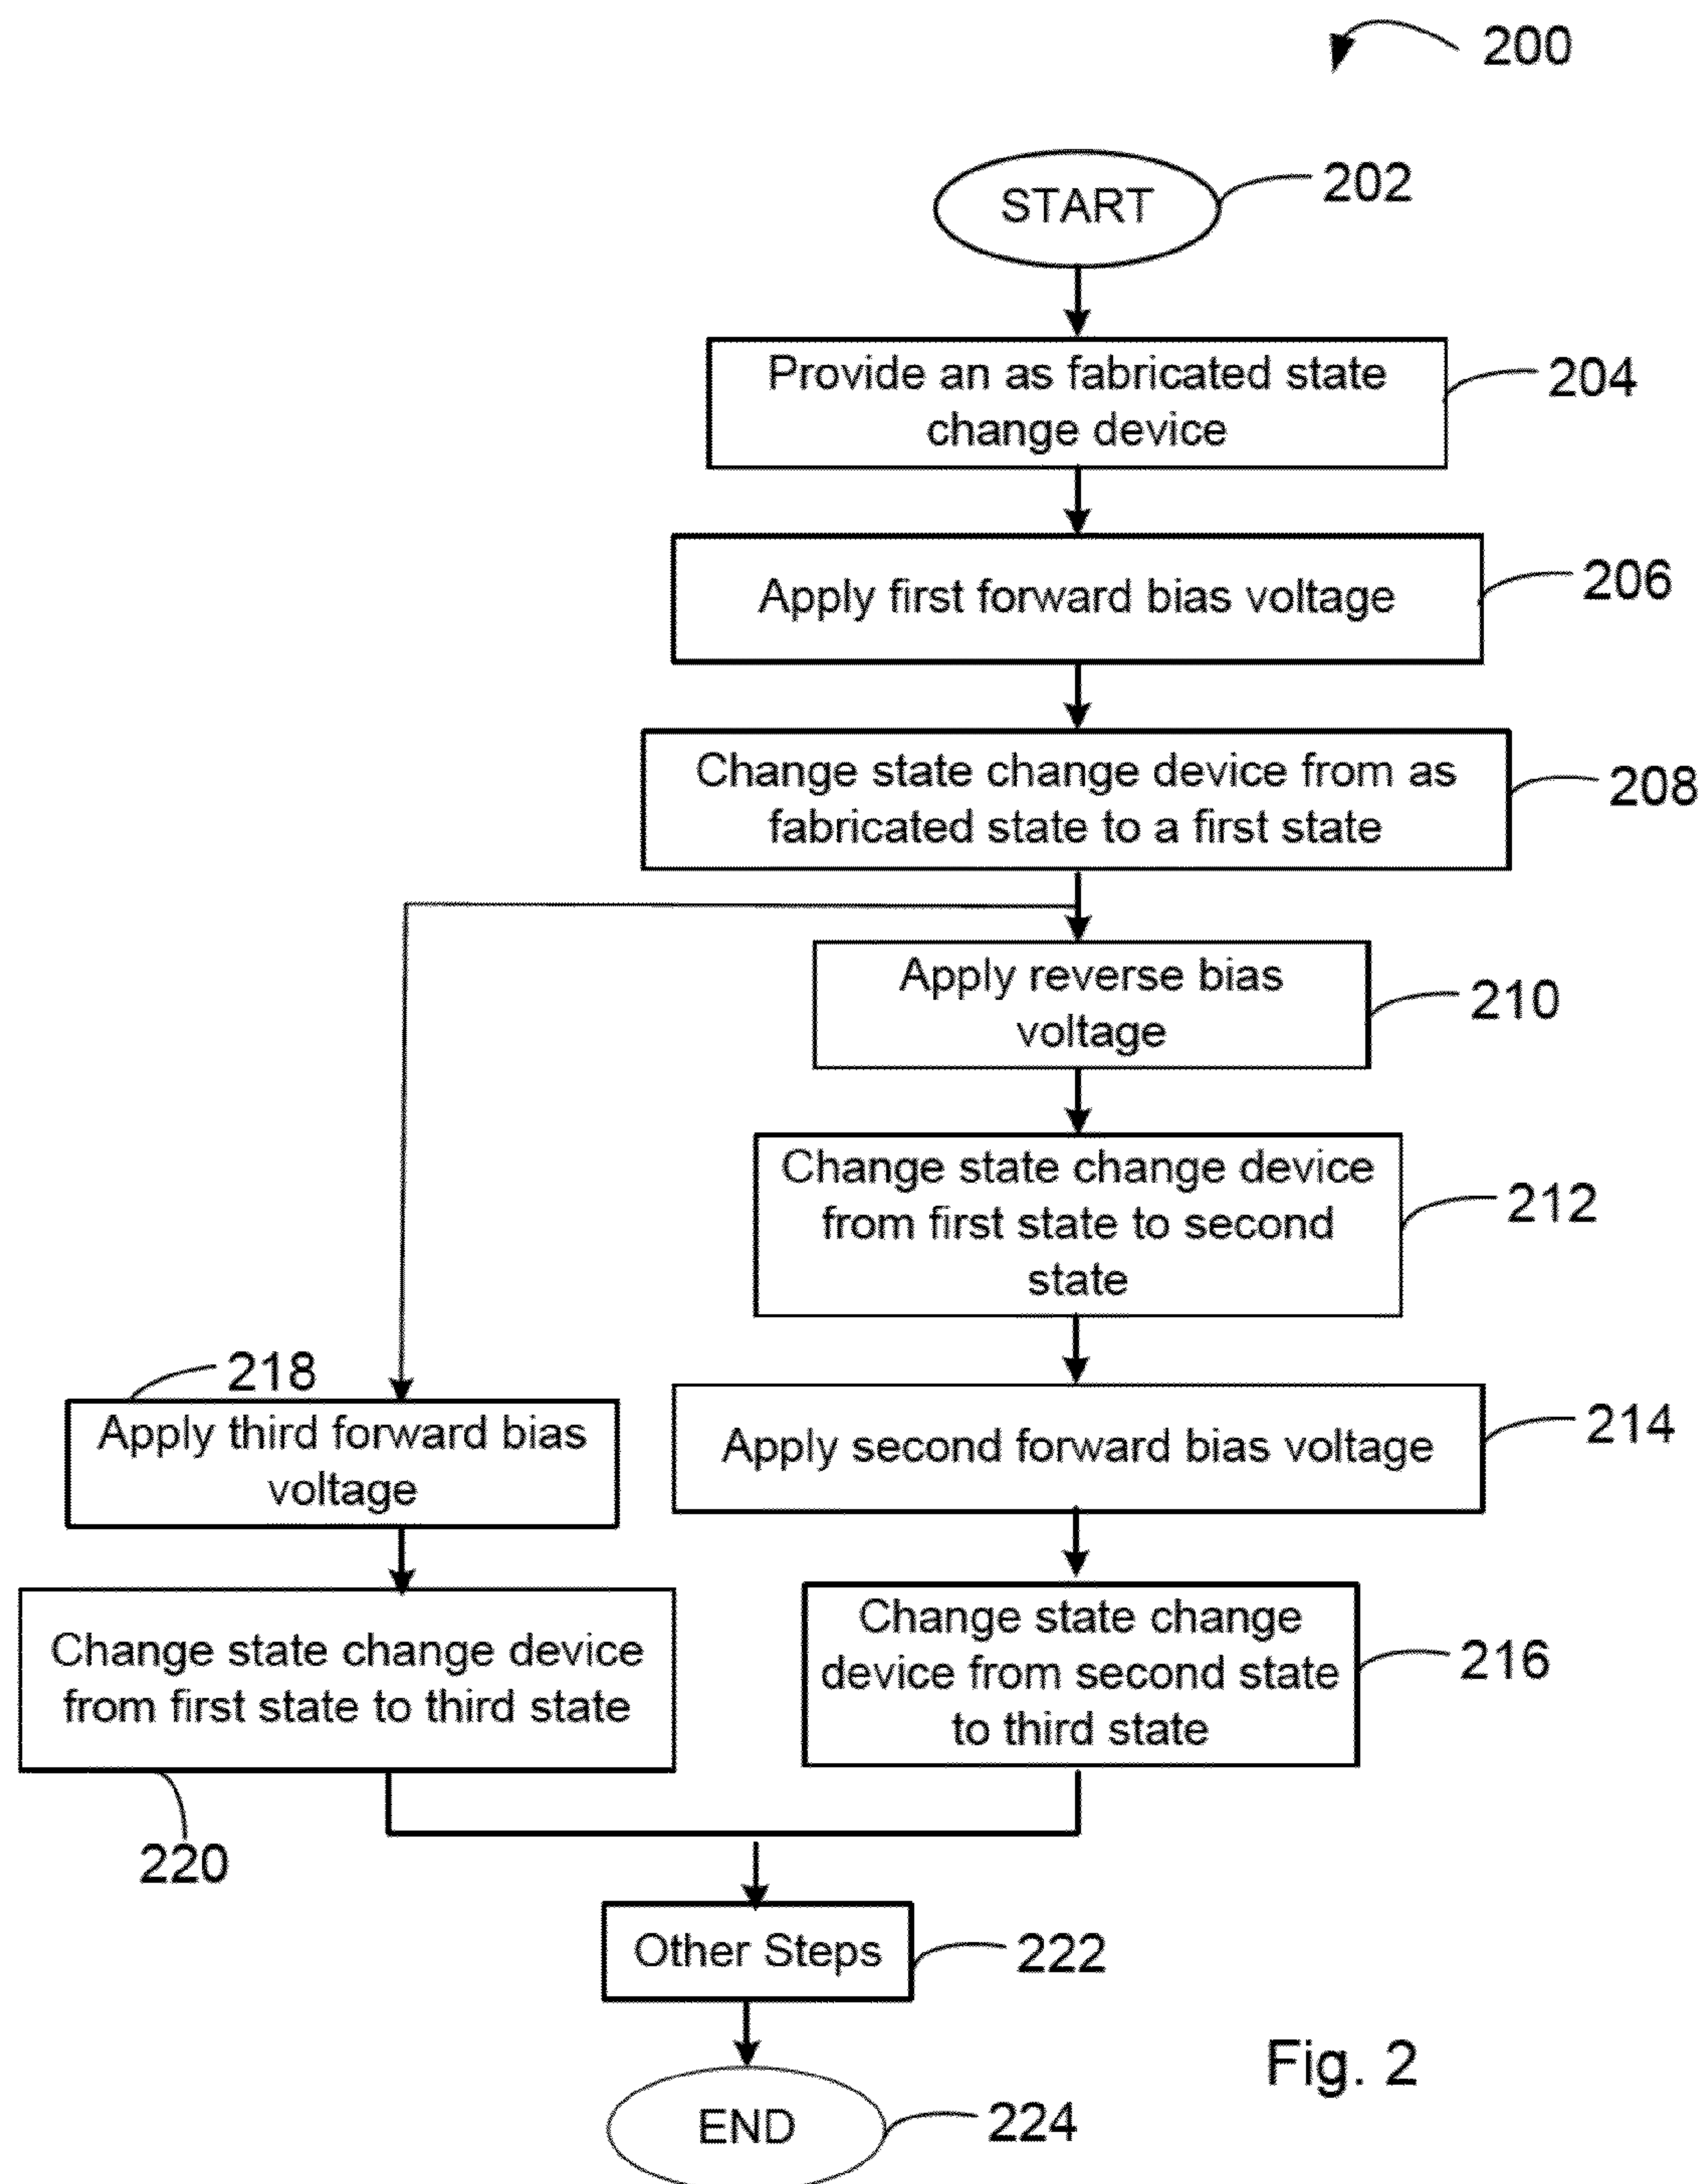 200
START
202
Provide an as fabricated state
change device
204
Apply first forward bias voltage
206
Change state change device from as
fabricated state to a first state
208
Apply reverse bias
voltage
210
Change state change device
from first state to second
state
212
218
Apply third forward bias
voltage
Apply second forward bias voltage
214
Change state change device
from first state to third state
220
Change state change
device from second state
to third state
216
Other Steps
222
END
224
Fig. 2